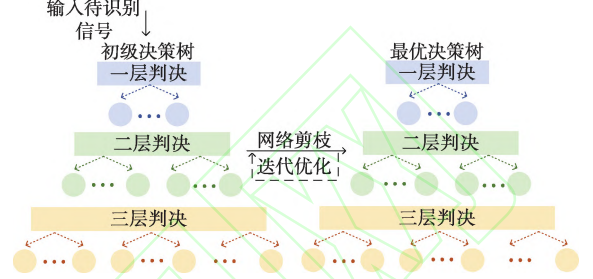 输入待识别
信号
初级决策树
一层判决
二层判决
三层判决
网络剪枝
迭代优化
最优决策树
一层判决
二层判决
三层判决